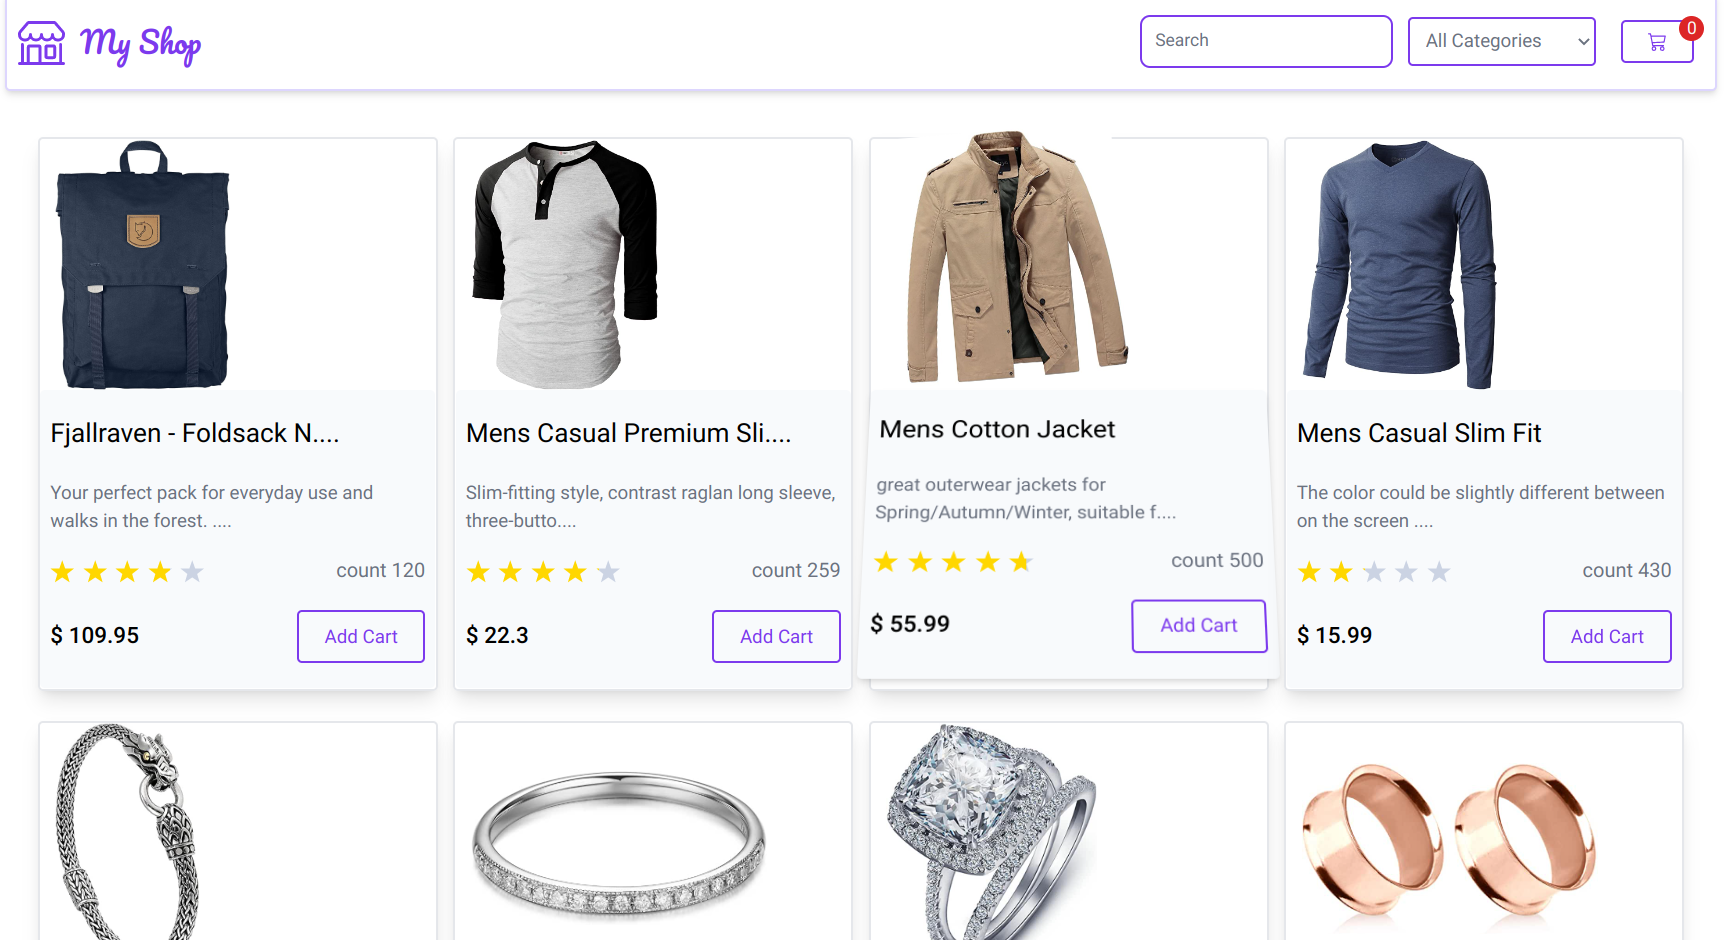 My Shop
Search
All Categories
0
Fjallraven - Foldsack N....
Your perfect pack for everyday use and
walks in the forest. ....
count 120
$ 109.95
Add Cart
Mens Casual Premium Sli....
Slim-fitting style, contrast raglan long sleeve,
three-butto....
count 259
$ 22.3
Add Cart
Mens Cotton Jacket
great outerwear jackets for
Spring/Autumn/Winter, suitable f....
count 500
$ 55.99
Add Cart
Mens Casual Slim Fit
The color could be slightly different between
on the screen ....
count 430
$ 15.99
Add Cart